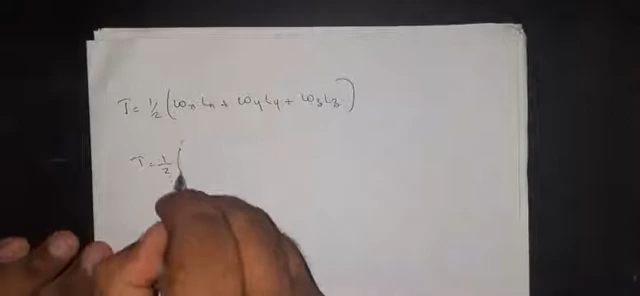 T = 1/2 (ωx Lx + ωy Ly + ωz Lz)
T = 1/2 (